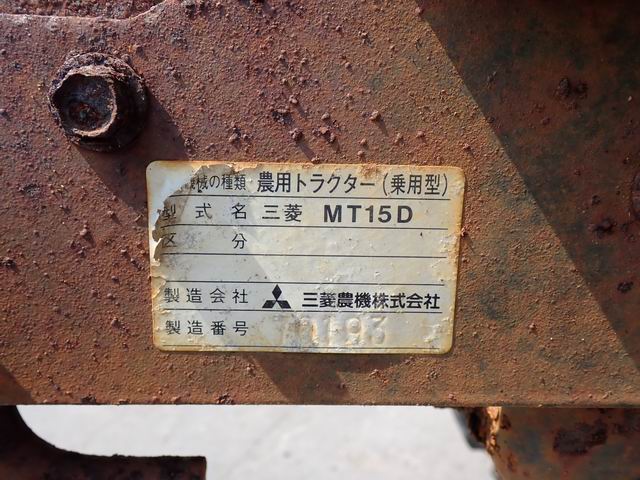 機械の種類 農用トラクター(乗用型)
型式名 三菱 MT15D
区分
製造会社 三菱農機株式会社
製造番号